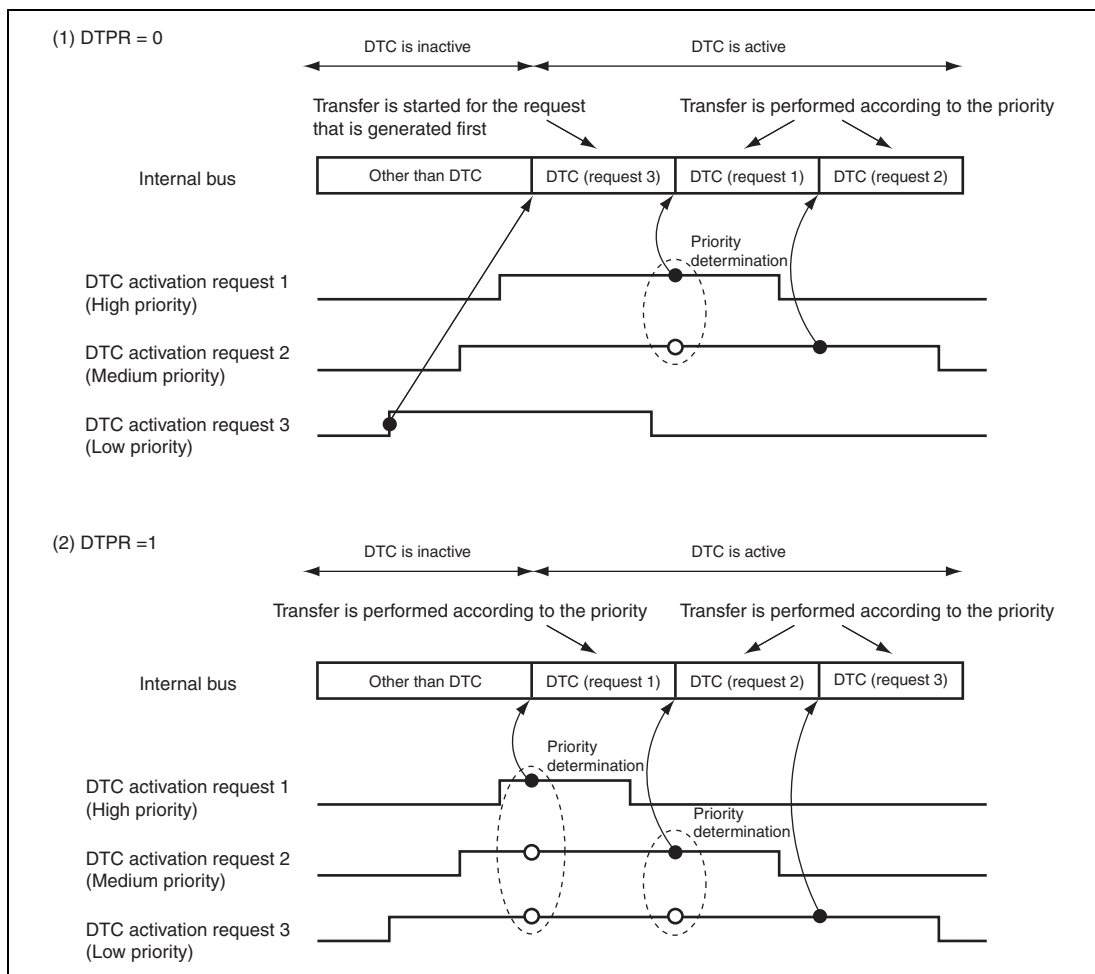 (1) DTPR = 0
DTC is inactive
DTC is active
Transfer is started for the request
that is generated first
Transfer is performed according to the priority
Internal bus
Other than DTC
DTC (request 3)
DTC (request 1)
DTC (request 2)
Priority
determination
DTC activation request 1
(High priority)
DTC activation request 2
(Medium priority)
DTC activation request 3
(Low priority)
(2) DTPR =1
DTC is inactive
DTC is active
Transfer is performed according to the priority
Transfer is performed according to the priority
Internal bus
Other than DTC
DTC (request 1)
DTC (request 2)
DTC (request 3)
Priority
determination
DTC activation request 1
(High priority)
Priority
determination
DTC activation request 2
(Medium priority)
DTC activation request 3
(Low priority)